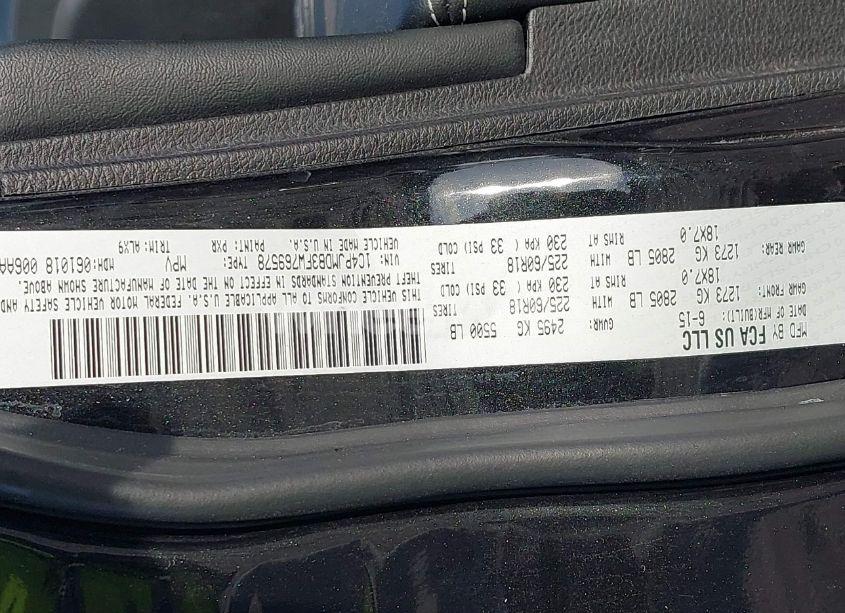 MFD BY FCA US LLC
DATE OF MFR(BUILT): 6-15 GVWR: 2495 KG 5500 LB
GAWR FRONT: WITH TIRES
1273 KG 2805 LB 225/60R18
RIMS AT
18X7.0 230 KPA ( 33 PSI) COLD
GAWR REAR: WITH TIRES
1273 KG 2805 LB 225/60R18
RIMS AT
18X7.0 230 KPA ( 33 PSI) COLD
THIS VEHICLE CONFORMS TO ALL APPLICABLE U.S.A. FEDERAL MOTOR VEHICLE SAFETY AND
THEFT PREVENTION STANDARDS IN EFFECT ON THE DATE OF MANUFACTURE SHOWN ABOVE.
VIN: 1C4PJMDB3FW769578 TYPE: MPV MDH: 061018 006AA
VEHICLE MADE IN U.S.A. PAINT: PXR TRIM: ALX9